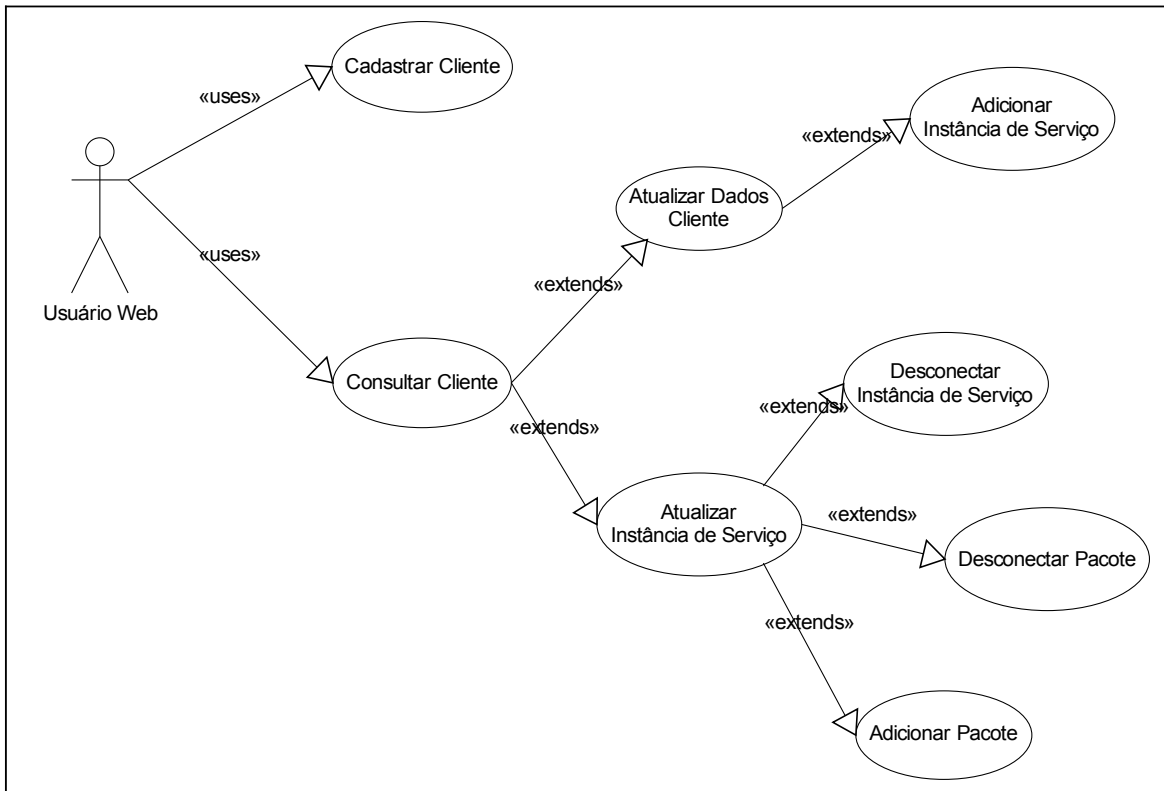 Cadastrar Cliente
«uses»
Adicionar
Instância de Serviço
«extends»
Atualizar Dados
Cliente
«uses»
«extends»
Usuário Web
Consultar Cliente
Desconectar
Instância de Serviço
«extends»
«extends»
Atualizar
Instância de Serviço
«extends»
Desconectar Pacote
«extends»
Adicionar Pacote